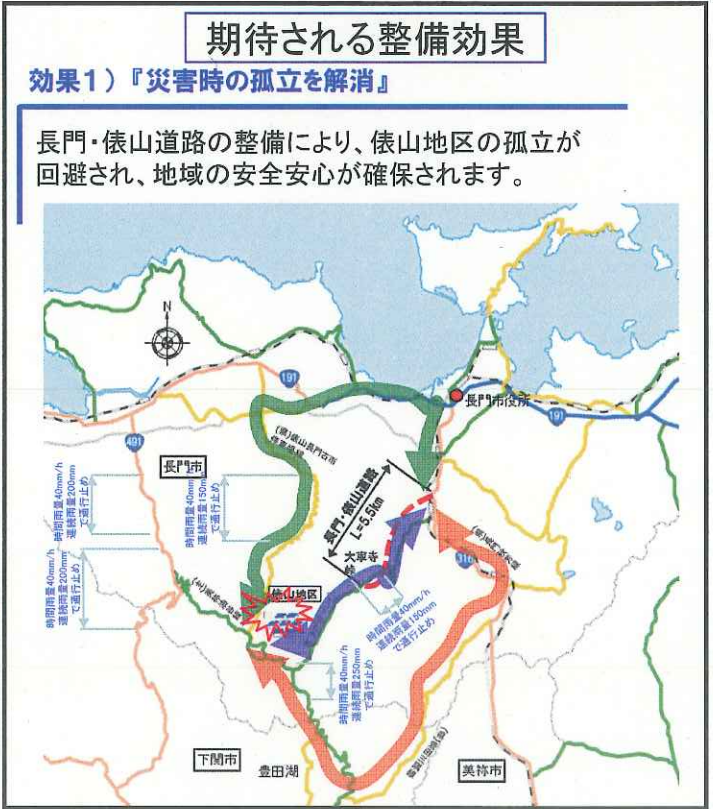 期待される整備効果
効果1)『災害時の孤立を解消』
長門・俵山道路の整備により、俵山地区の孤立が
回避され、地域の安全安心が確保されます。
N
191
長門市役所
191
491
長門市
時間雨量40mm/h
連続雨量200mm
で通行止め
時間雨量40mm/h
連続雨量150mm
で通行止め
長門・俵山道路
L=5.5km
大寧寺
316
時間雨量40mm/h
連続雨量200mm
で通行止め
俵山地区
時間雨量40mm/h
連続雨量150mm
で通行止め
時間雨量40mm/h
連続雨量250mm
で通行止め
下関市
豊田湖
美祢市